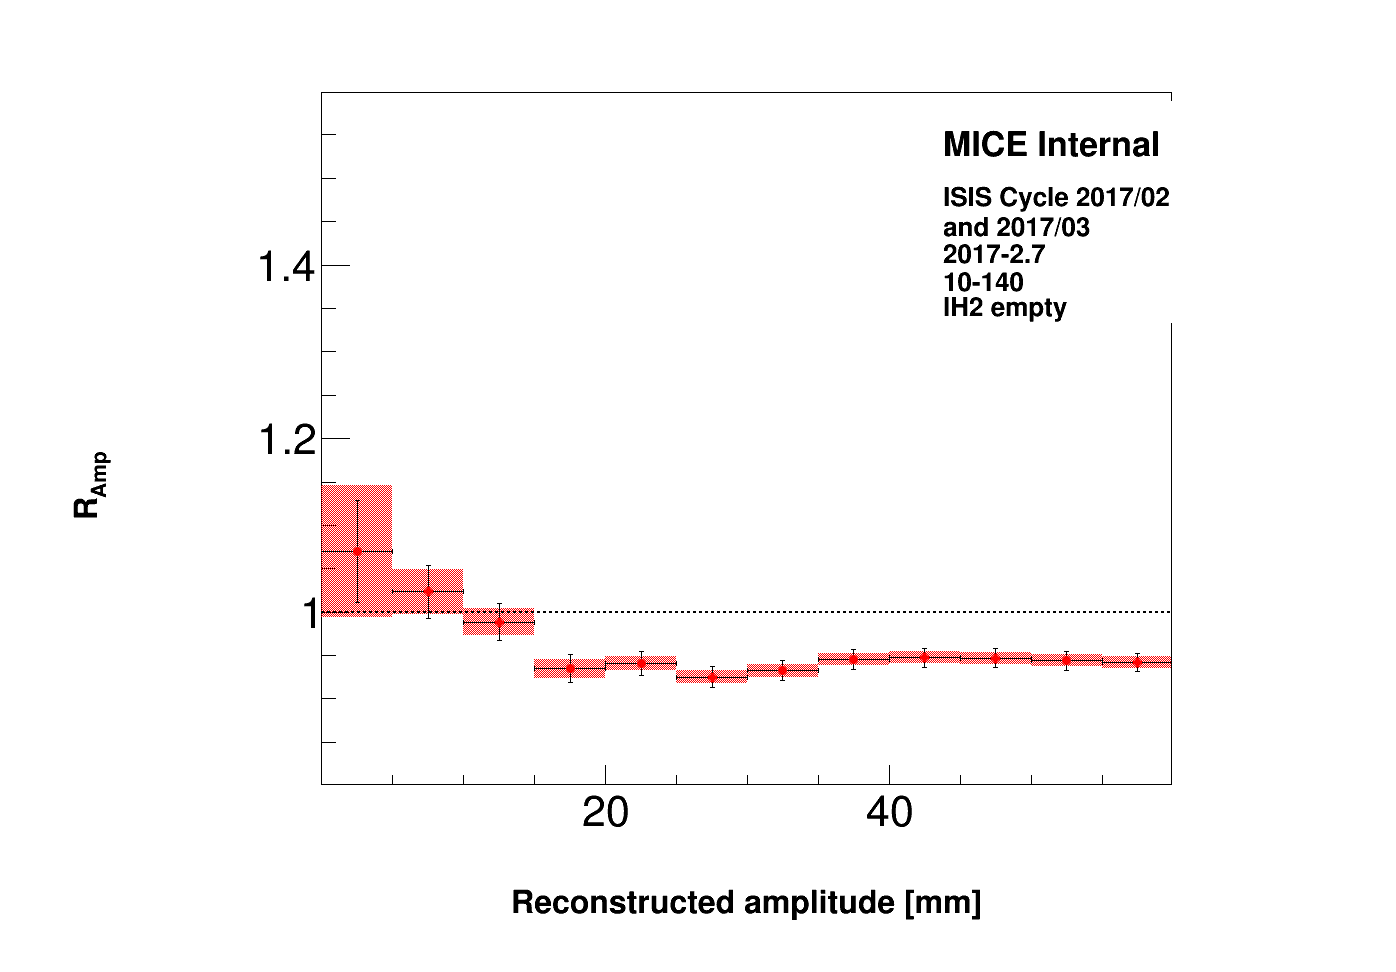 MICE Internal
ISIS Cycle 2017/02
and 2017/03
2017-2.7
10-140
lH2 empty
1.4
1.2
1
R_Amp
20
40
Reconstructed amplitude [mm]